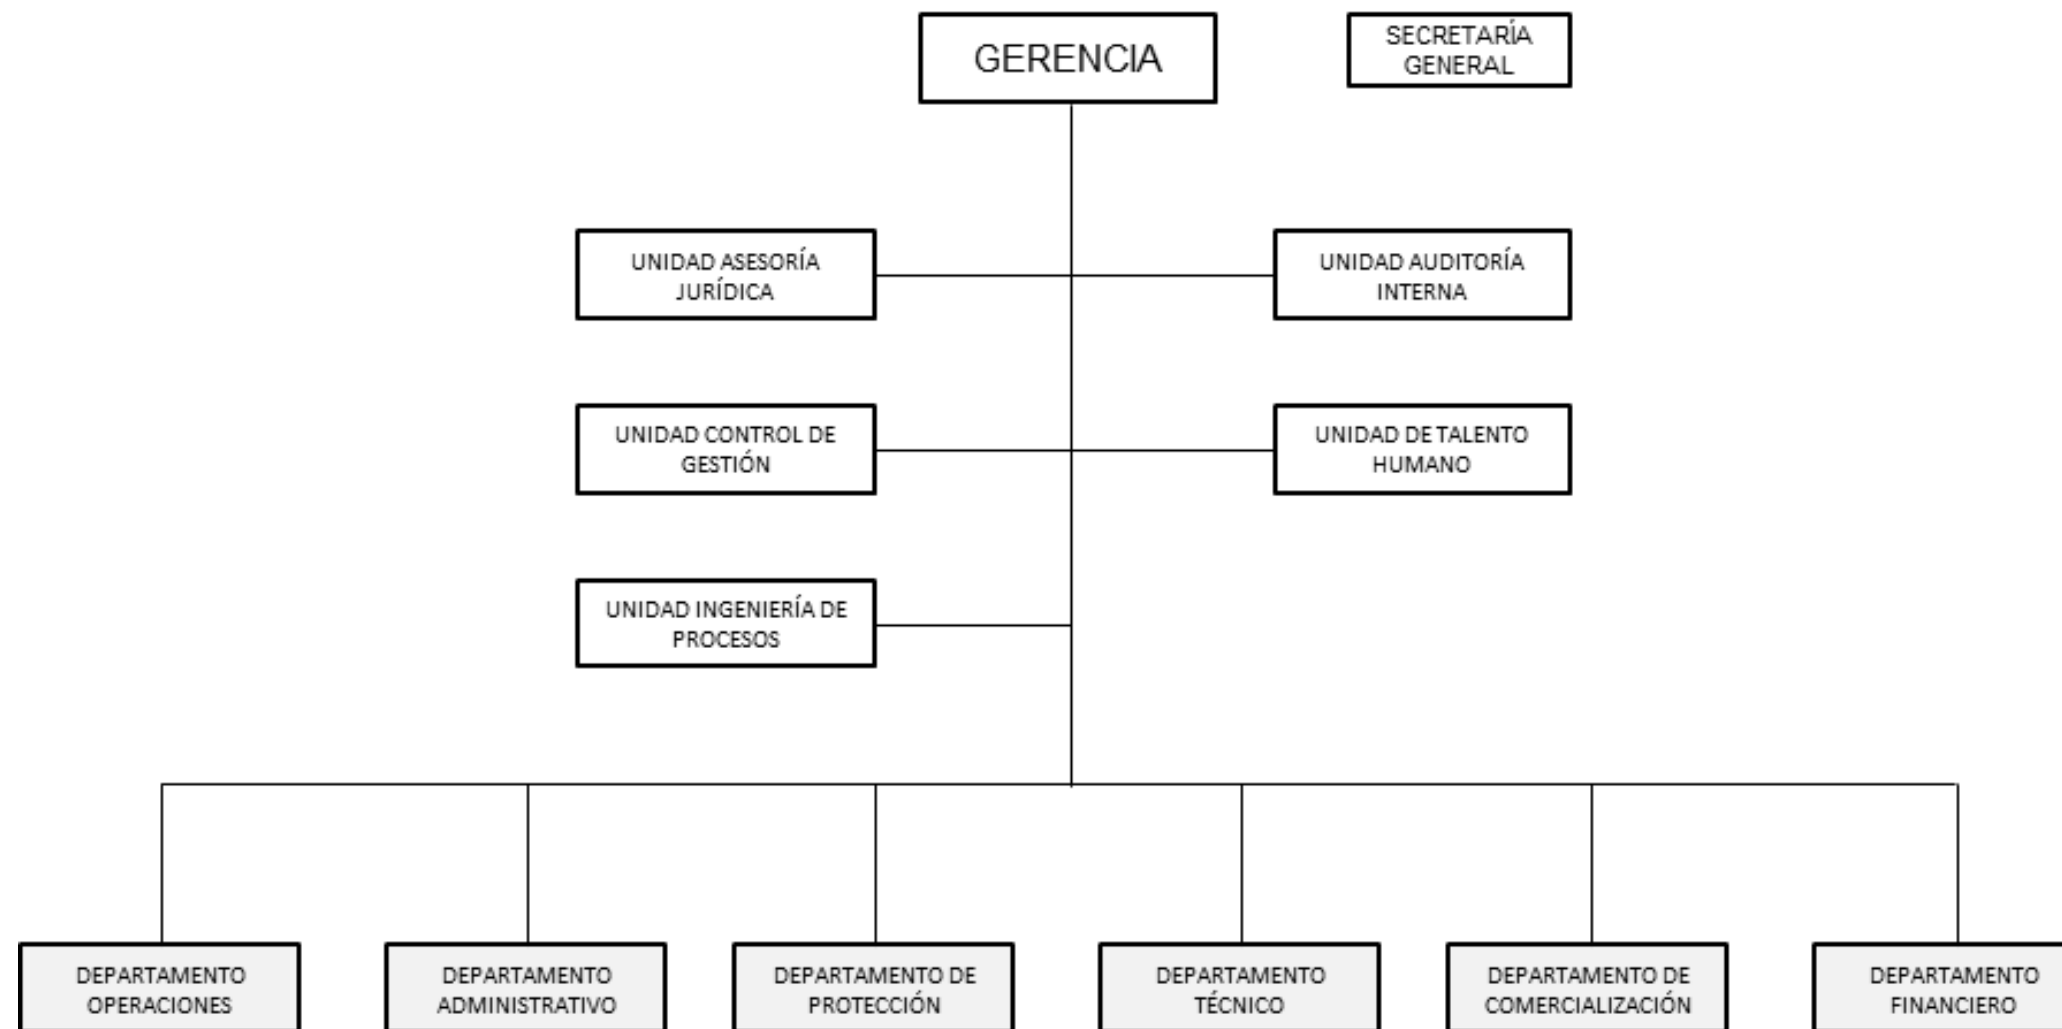 GERENCIA
SECRETARÍA
GENERAL
UNIDAD ASESORÍA
JURÍDICA
UNIDAD AUDITORÍA
INTERNA
UNIDAD CONTROL DE
GESTIÓN
UNIDAD DE TALENTO
HUMANO
UNIDAD INGENIERÍA DE
PROCESOS
DEPARTAMENTO
OPERACIONES
DEPARTAMENTO
ADMINISTRATIVO
DEPARTAMENTO DE
PROTECCIÓN
DEPARTAMENTO
TÉCNICO
DEPARTAMENTO DE
COMERCIALIZACIÓN
DEPARTAMENTO
FINANCIERO